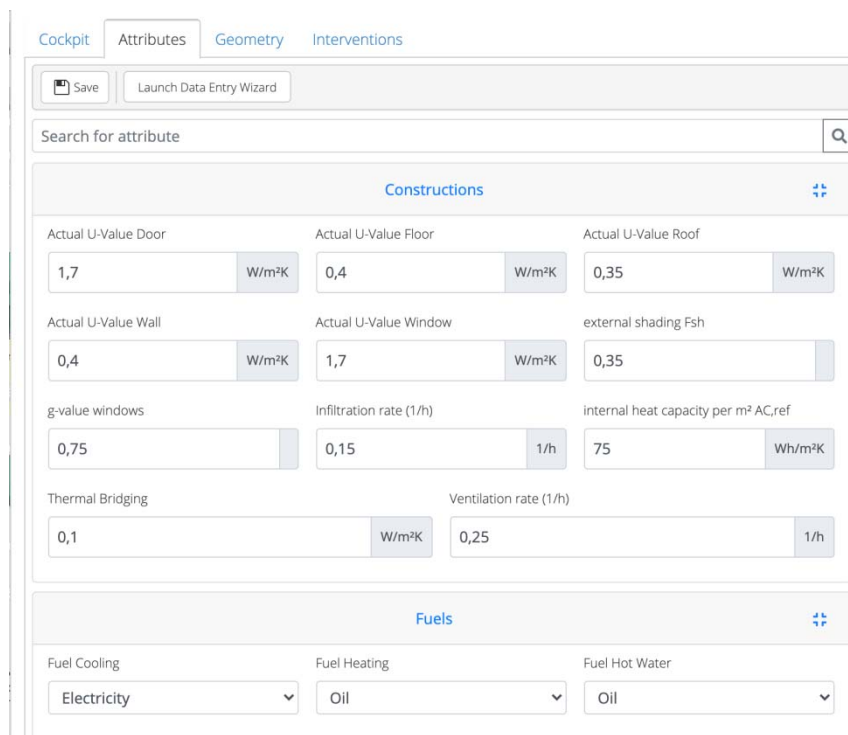 Cockpit Attributes Geometry Interventions
Save Launch Data Entry Wizard
Search for attribute
Constructions
Actual U-Value Door Actual U-Value Floor Actual U-Value Roof
1,7 W/m²K 0,4 W/m²K 0,35 W/m²K
Actual U-Value Wall Actual U-Value Window external shading Fsh
0,4 W/m²K 1,7 W/m²K 0,35
g-value windows Infiltration rate (1/h) internal heat capacity per m² AC,ref
0,75 0,15 1/h 75 Wh/m²K
Thermal Bridging Ventilation rate (1/h)
0,1 W/m²K 0,25 1/h
Fuels
Fuel Cooling Fuel Heating Fuel Hot Water
Electricity Oil Oil